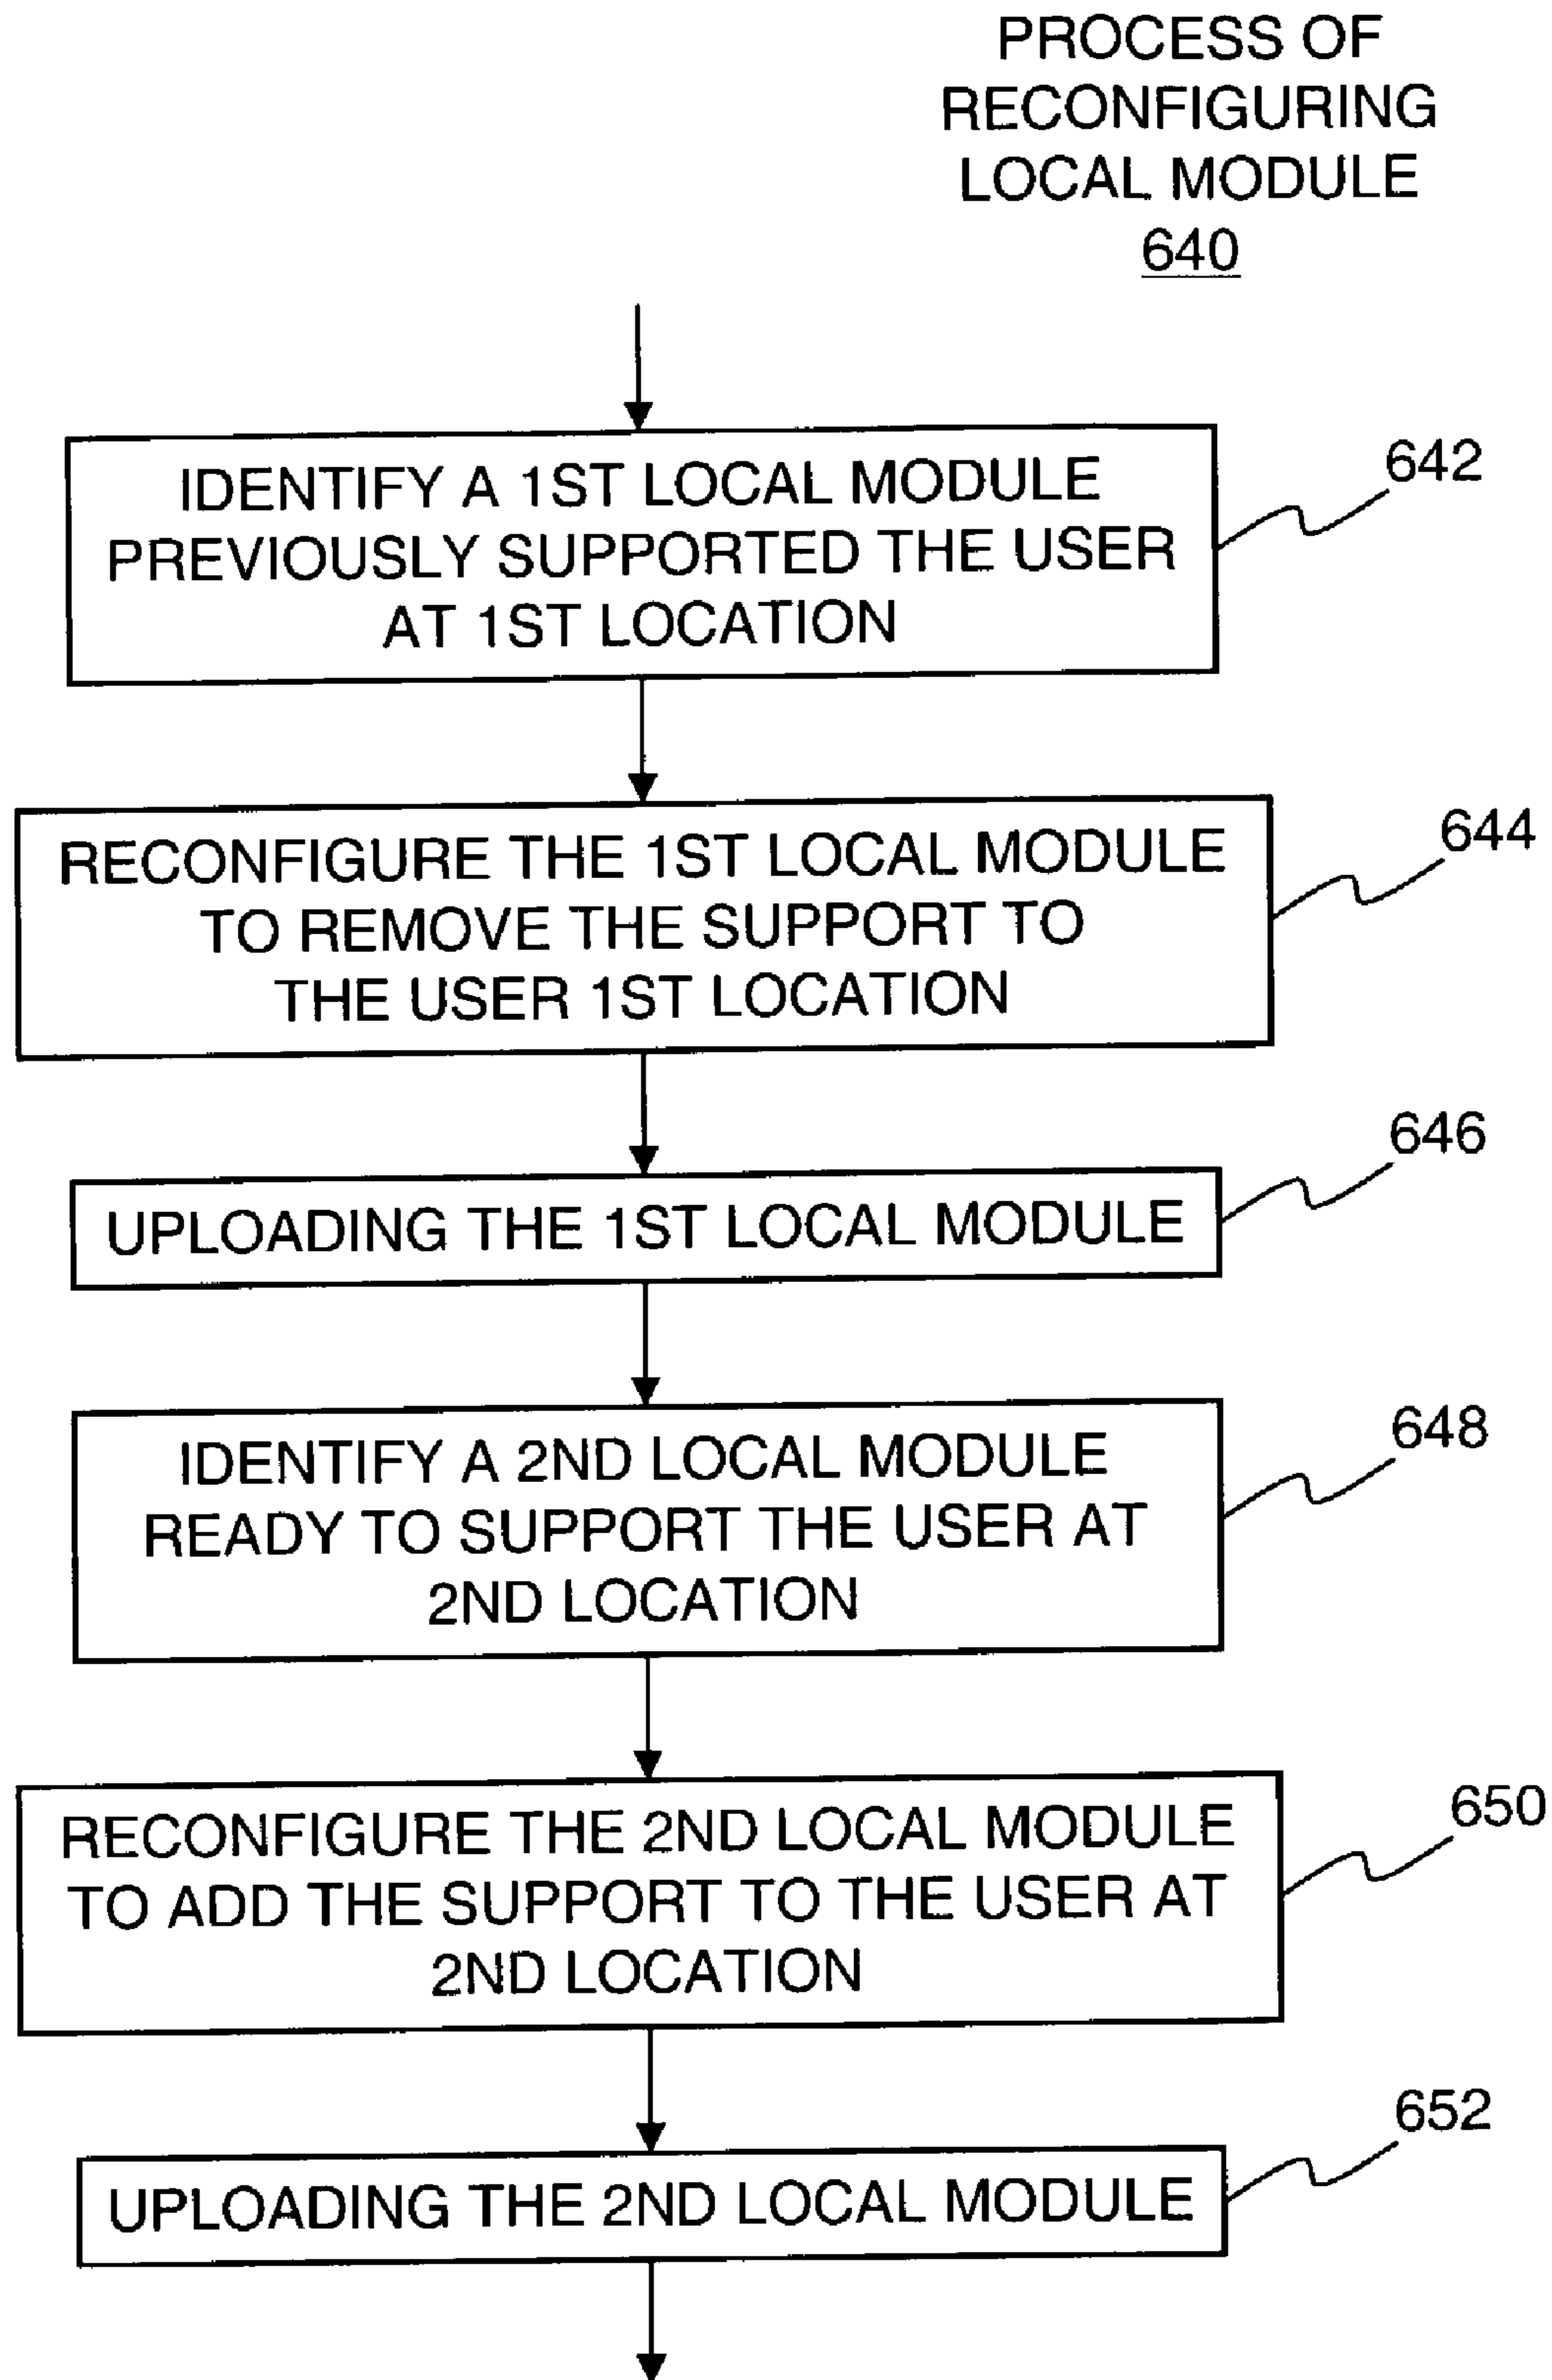 PROCESS OF
RECONFIGURING
LOCAL MODULE
640
IDENTIFY A 1ST LOCAL MODULE
PREVIOUSLY SUPPORTED THE USER
AT 1ST LOCATION
642
RECONFIGURE THE 1ST LOCAL MODULE
TO REMOVE THE SUPPORT TO
THE USER 1ST LOCATION
644
UPLOADING THE 1ST LOCAL MODULE
646
IDENTIFY A 2ND LOCAL MODULE
READY TO SUPPORT THE USER AT
2ND LOCATION
648
RECONFIGURE THE 2ND LOCAL MODULE
TO ADD THE SUPPORT TO THE USER AT
2ND LOCATION
650
UPLOADING THE 2ND LOCAL MODULE
652